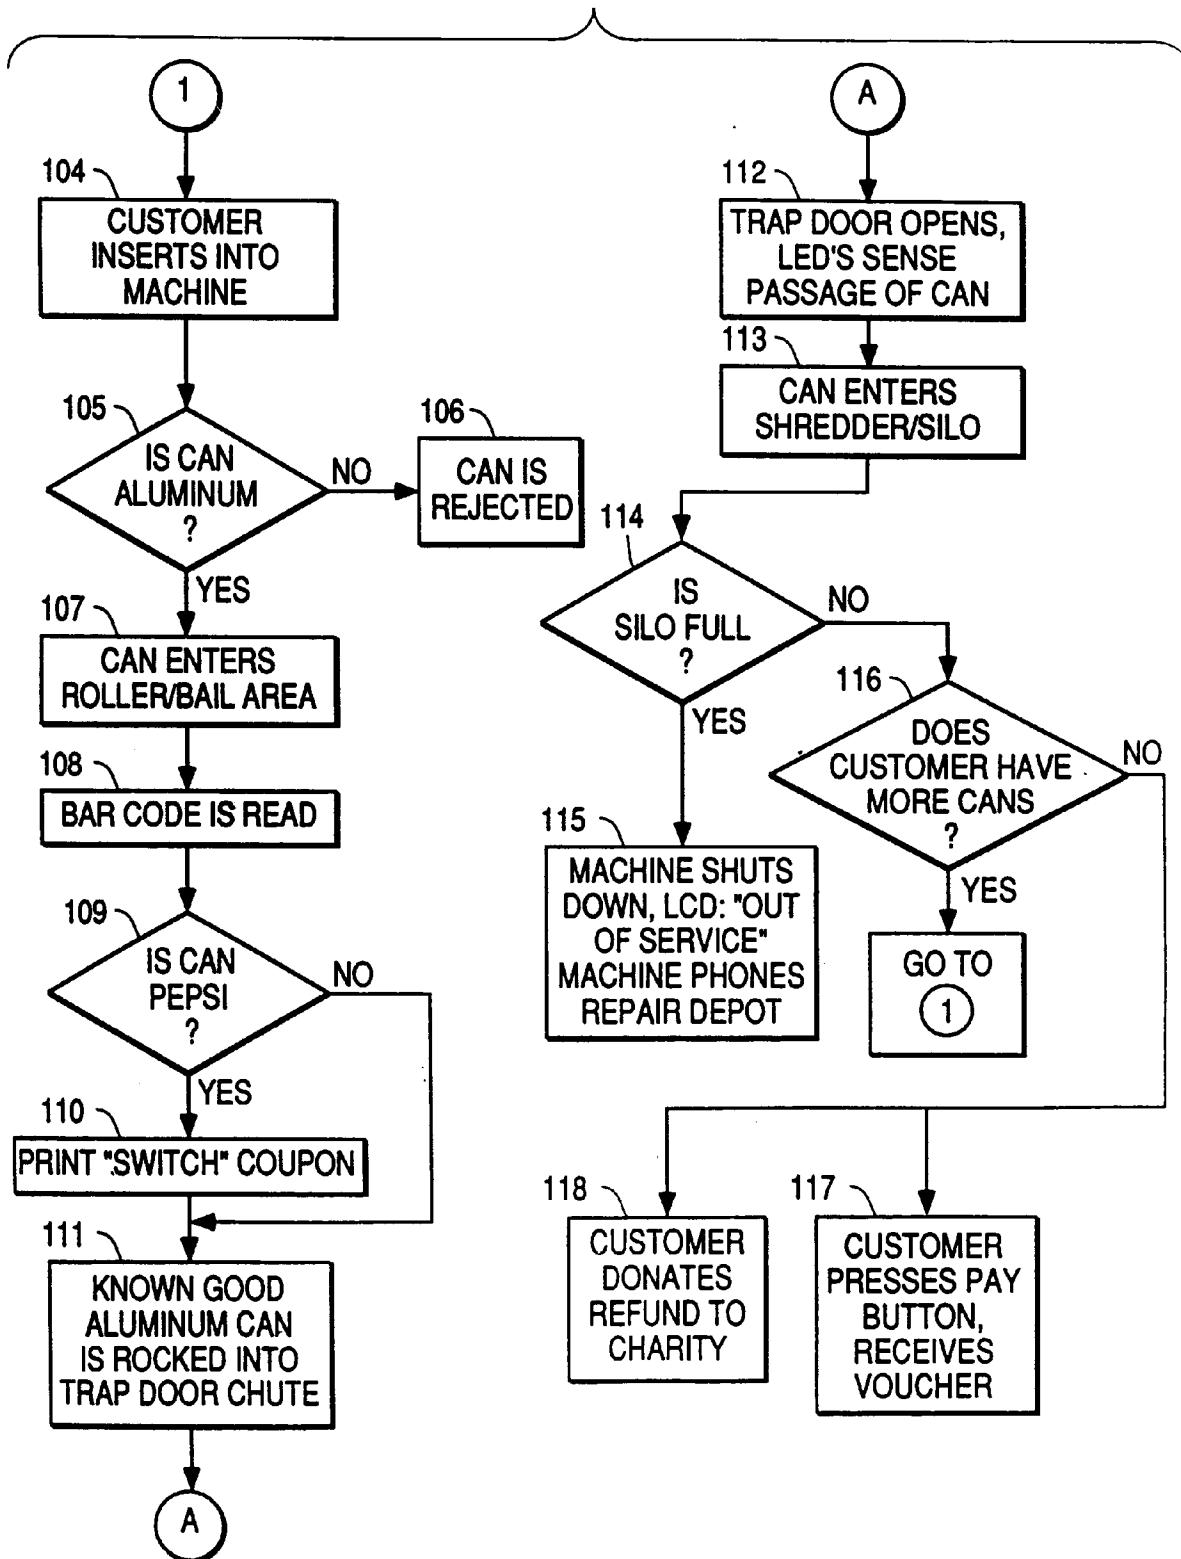 1
104
CUSTOMER
INSERTS INTO
MACHINE
105
IS CAN
ALUMINUM
?
NO
106
CAN IS
REJECTED
YES
107
CAN ENTERS
ROLLER/BAIL AREA
108
BAR CODE IS READ
109
IS CAN
PEPSI
?
NO
YES
110
PRINT "SWITCH" COUPON
111
KNOWN GOOD
ALUMINUM CAN
IS ROCKED INTO
TRAP DOOR CHUTE
A
A
112
TRAP DOOR OPENS,
LED'S SENSE
PASSAGE OF CAN
113
CAN ENTERS
SHREDDER/SILO
114
IS
SILO FULL
?
NO
YES
115
MACHINE SHUTS
DOWN, LCD: "OUT
OF SERVICE"
MACHINE PHONES
REPAIR DEPOT
116
DOES
CUSTOMER HAVE
MORE CANS
?
NO
YES
GO TO
1
118
CUSTOMER
DONATES
REFUND TO
CHARITY
117
CUSTOMER
PRESSES PAY
BUTTON,
RECEIVES
VOUCHER